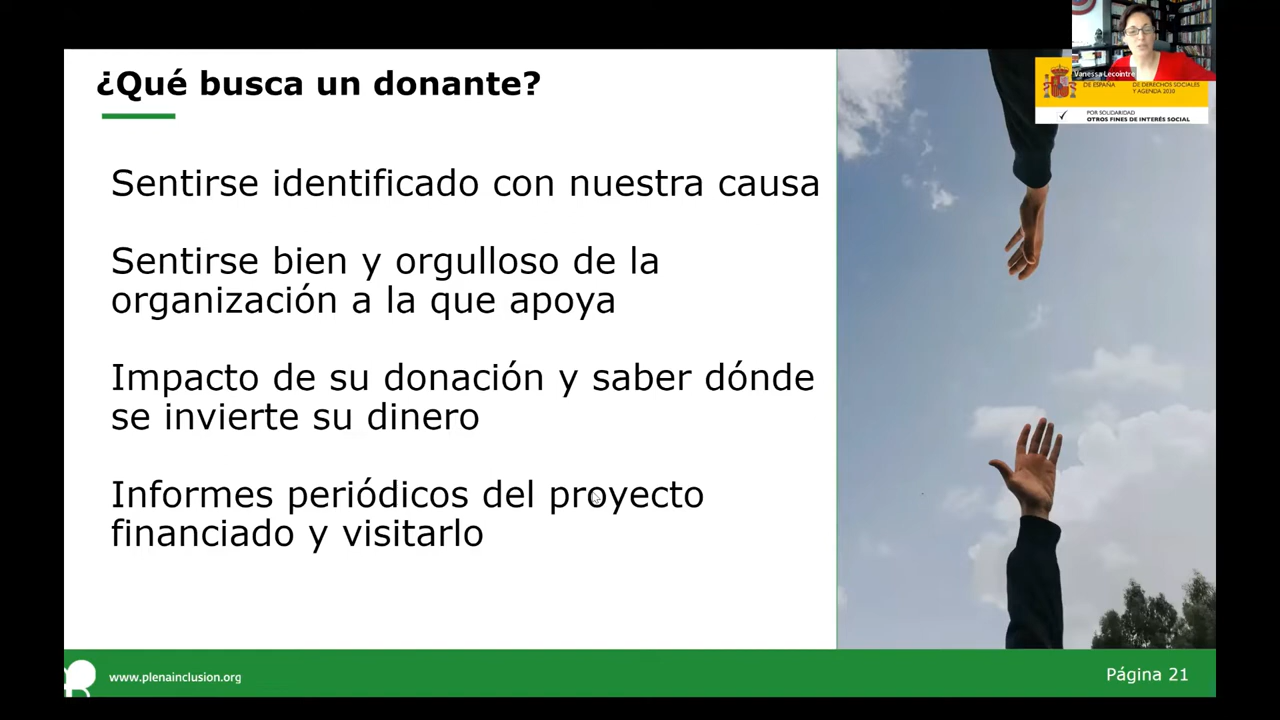 ¿Qué busca un donante?
Sentirse identificado con nuestra causa
Sentirse bien y orgulloso de la
organización a la que apoya
Impacto de su donación y saber dónde
se invierte su dinero
Informes periódicos del proyecto
financiado y visitarlo
Vanessa Lecointre
DE ESPAÑA
DE DERECHOS SOCIALES
Y AGENDA 2030
POR SOLIDARIDAD
OTROS FINES DE INTERÉS SOCIAL
www.plenainclusion.org
Página 21